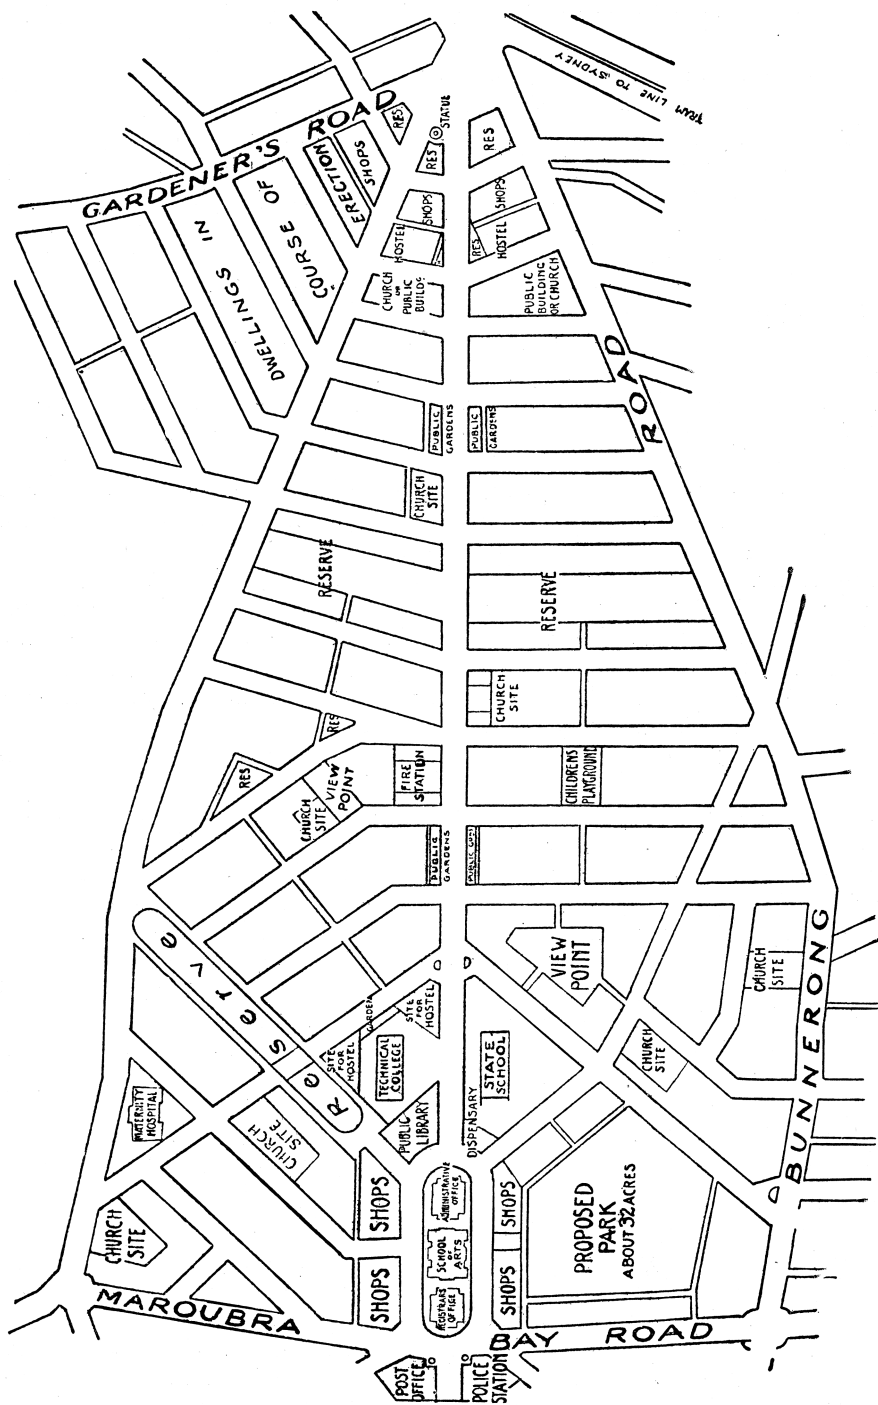 TRAM LINE TO SYDNEY
GARDENER'S ROAD
RES
STATUE
RES
RES
DWELLINGS IN
COURSE OF
ERECTION
SHOPS
SHOPS
SHOPS
HOSTEL
RES
HOSTEL
CHURCH
OR
PUBLIC
BUILDG
PUBLIC
BUILDING
OR CHURCH
ROAD
PUBLIC
GARDENS
PUBLIC
GARDENS
CHURCH
SITE
RESERVE
RESERVE
CHURCH
SITE
RES
RES
VIEW
POINT
FIRE
STATION
CHILDRENS
PLAYGROUND
CHURCH
SITE
PUBLIC
GARDENS
PUBLIC GDNS
Reserve
VIEW
POINT
CHURCH
SITE
BUNNERONG
GARDEN
SITE
FOR
HOSTEL
SITE
FOR
HOSTEL
TECHNICAL
COLLEGE
STATE
SCHOOL
CHURCH
SITE
MATERNITY
HOSPITAL
CHURCH
SITE
PUBLIC
LIBRARY
DISPENSARY
SHOPS
ADMINISTRATIVE
OFFICE
SHOPS
PROPOSED
PARK
ABOUT 32 ACRES
CHURCH
SITE
SCHOOL
OF
ARTS
SHOPS
REGISTRARS
OFFICE
SHOPS
MAROUBRA
BAY ROAD
POST
OFFICE
POLICE
STATION